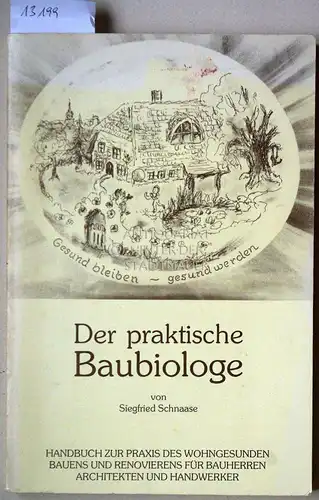 13 199
Gesund bleiben ~ gesund werden
Der praktische
Baubiologe
von
Siegfried Schnaase
HANDBUCH ZUR PRAXIS DES WOHNGESUNDEN
BAUENS UND RENOVIERENS FÜR BAUHERREN
ARCHITEKTEN UND HANDWERKER